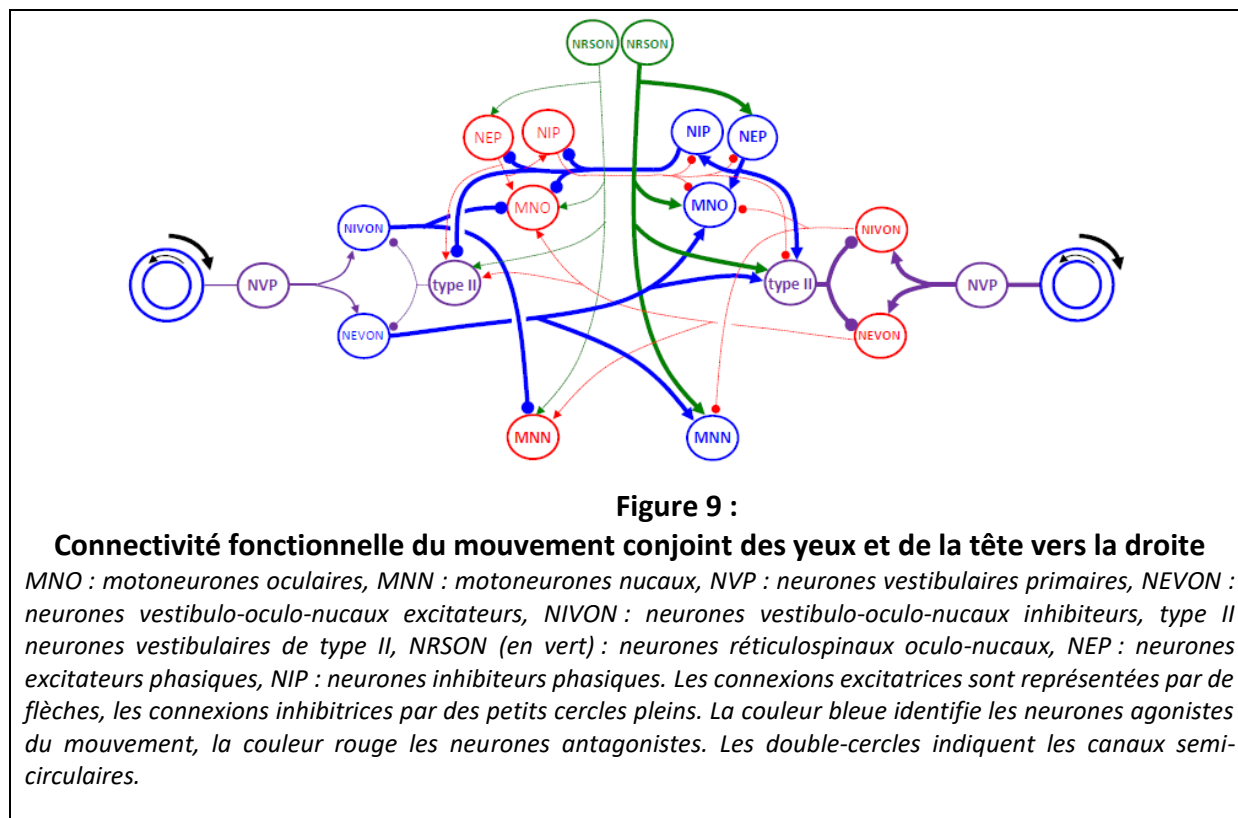 NRSON NRSON
NEP NIP NIP NEP
MNO MNO
NIVON NIVON
NVP type II type II NVP
NEVON NEVON
MNN MNN
Figure 9 :
Connectivité fonctionnelle du mouvement conjoint des yeux et de la tête vers la droite
MNO : motoneurones oculaires, MNN : motoneurones nucaux, NVP : neurones vestibulaires primaires, NEVON :
neurones vestibulo-oculo-nucaux excitateurs, NIVON : neurones vestibulo-oculo-nucaux inhibiteurs, type II
neurones vestibulaires de type II, NRSON (en vert) : neurones réticulospinaux oculo-nucaux, NEP : neurones
excitateurs phasiques, NIP : neurones inhibiteurs phasiques. Les connexions excitatrices sont représentées par de
flèches, les connexions inhibitrices par des petits cercles pleins. La couleur bleue identifie les neurones agonistes
du mouvement, la couleur rouge les neurones antagonistes. Les double-cercles indiquent les canaux semi-
circulaires.